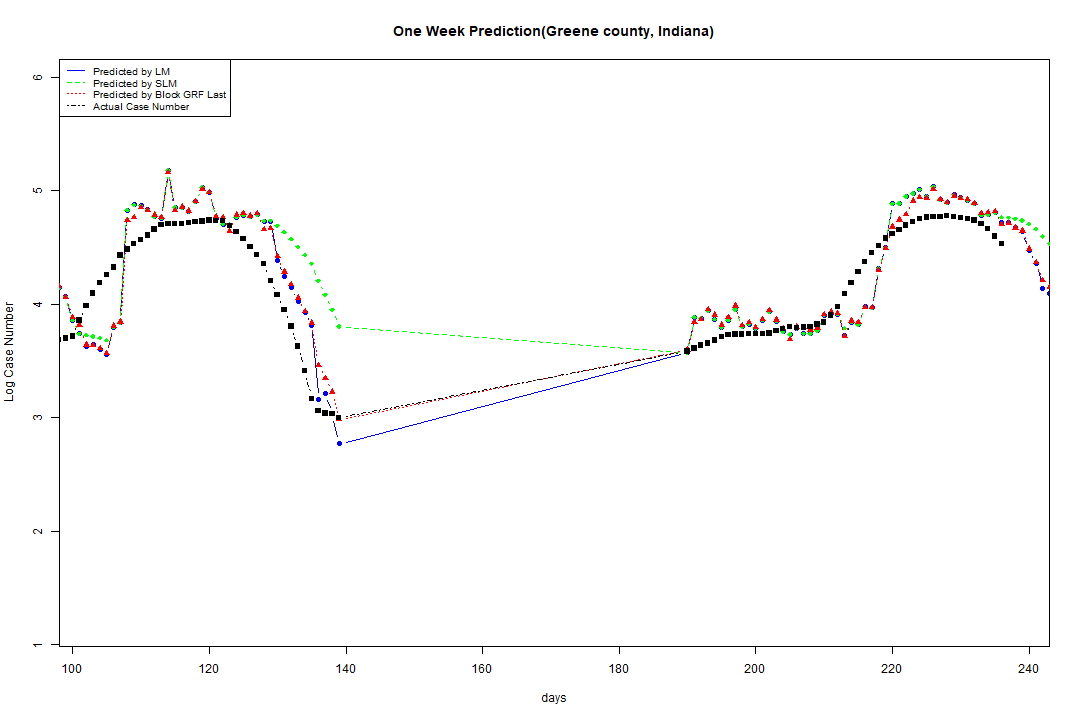 One Week Prediction(Greene county, Indiana)
Predicted by LM
Predicted by SLM
Predicted by Block GRF Last
Actual Case Number
6
5
4
3
2
1
Log Case Number
100 120 140 160 180 200 220 240
days